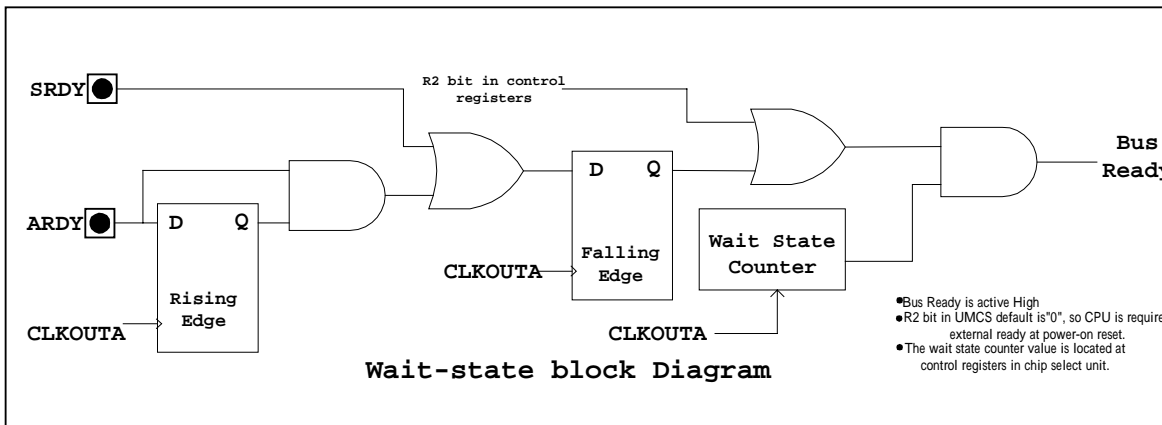 SRDY
R2 bit in control
registers
Bus
Ready
D Q
ARDY
D Q
Wait State
Counter
Falling
Edge
CLKOUTA
Rising
Edge
CLKOUTA
CLKOUTA
●Bus Ready is active High
●R2 bit in UMCS default is"0", so CPU is require
external ready at power-on reset.
●The wait state counter value is located at
control registers in chip select unit.
Wait-state block Diagram